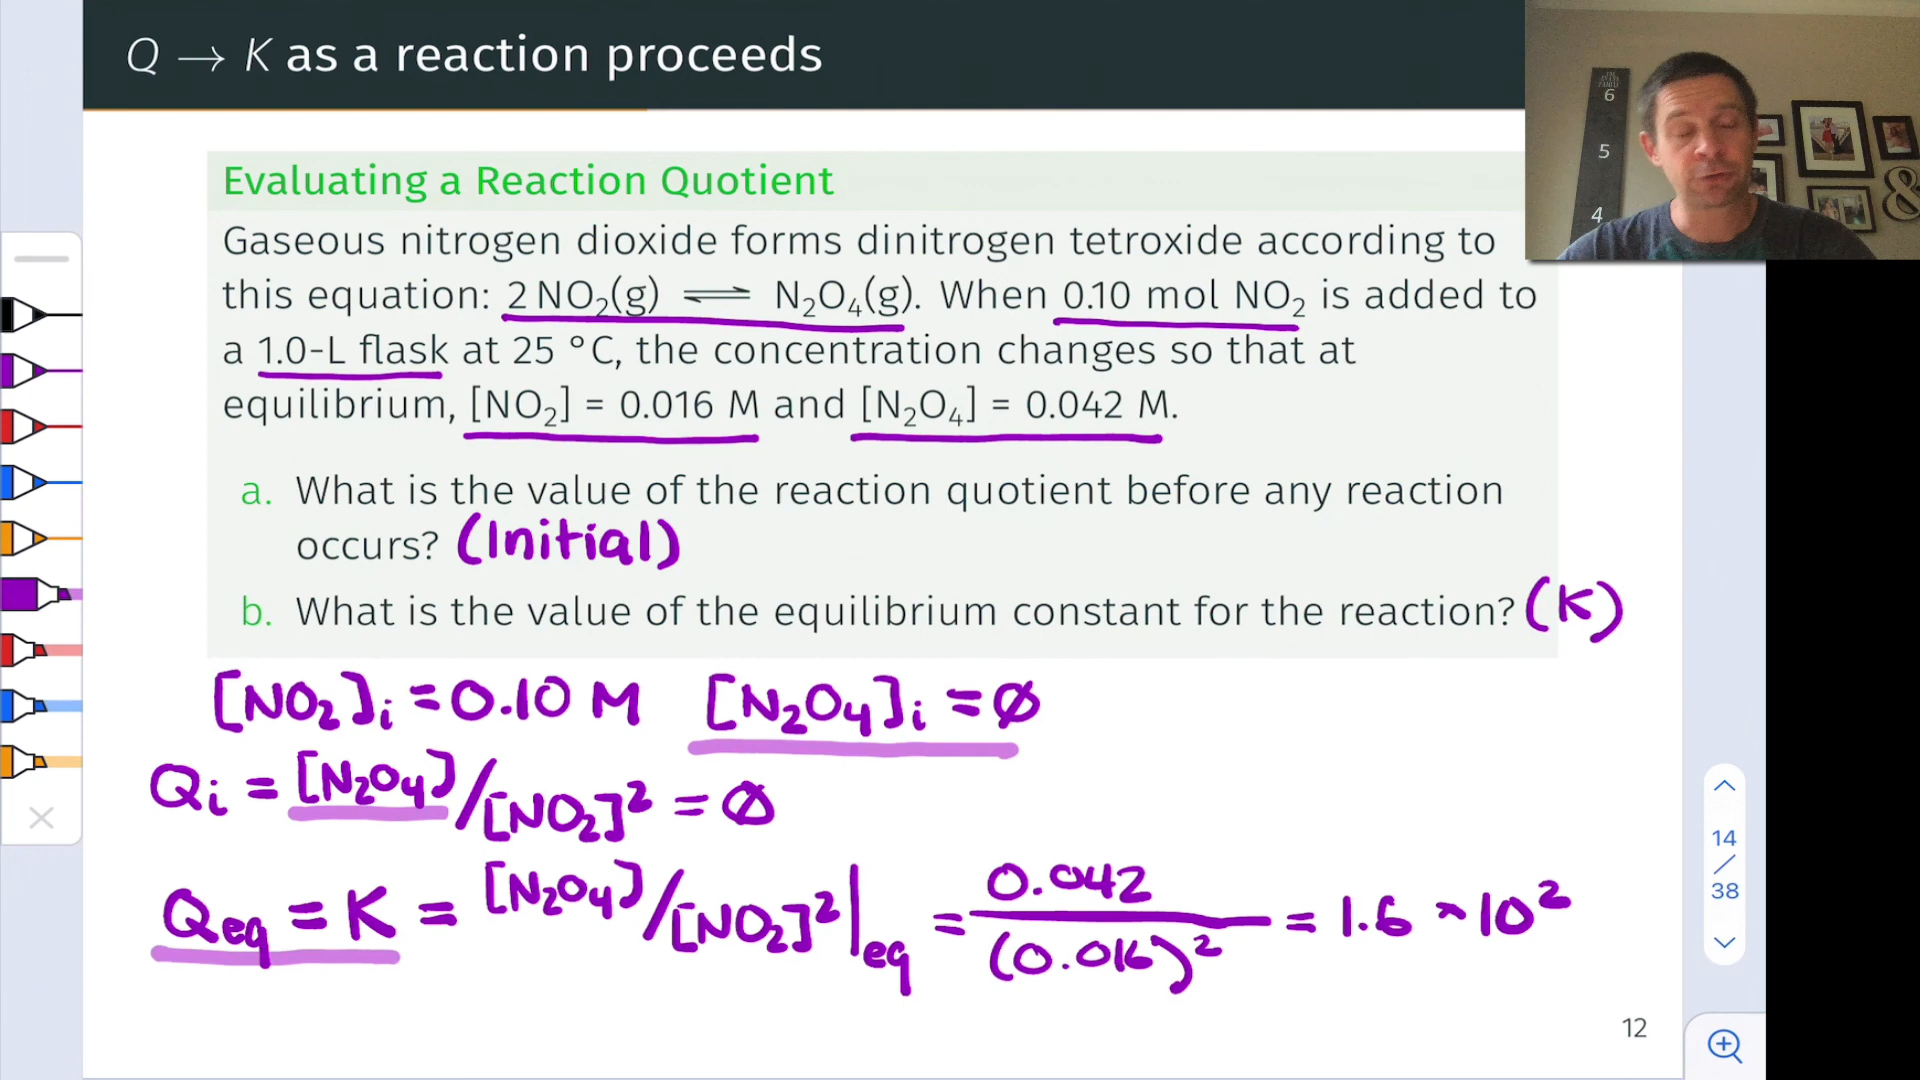 Q → K as a reaction proceeds
6
5
4
&
Evaluating a Reaction Quotient
Gaseous nitrogen dioxide forms dinitrogen tetroxide according to
this equation: 2 NO₂(g) ⇌ N₂O₄(g). When 0.10 mol NO₂ is added to
a 1.0-L flask at 25 °C, the concentration changes so that at
equilibrium, [NO₂] = 0.016 M and [N₂O₄] = 0.042 M.
a. What is the value of the reaction quotient before any reaction
occurs? (Initial)
b. What is the value of the equilibrium constant for the reaction? (K)
[NO₂]ᵢ = 0.10 M [N₂O₄]ᵢ = ∅
Qᵢ = [N₂O₄]/[NO₂]² = ∅
Qeq = K = [N₂O₄]/[NO₂]²|eq = 0.042/(0.016)² = 1.6 × 10²
14
/
38
12